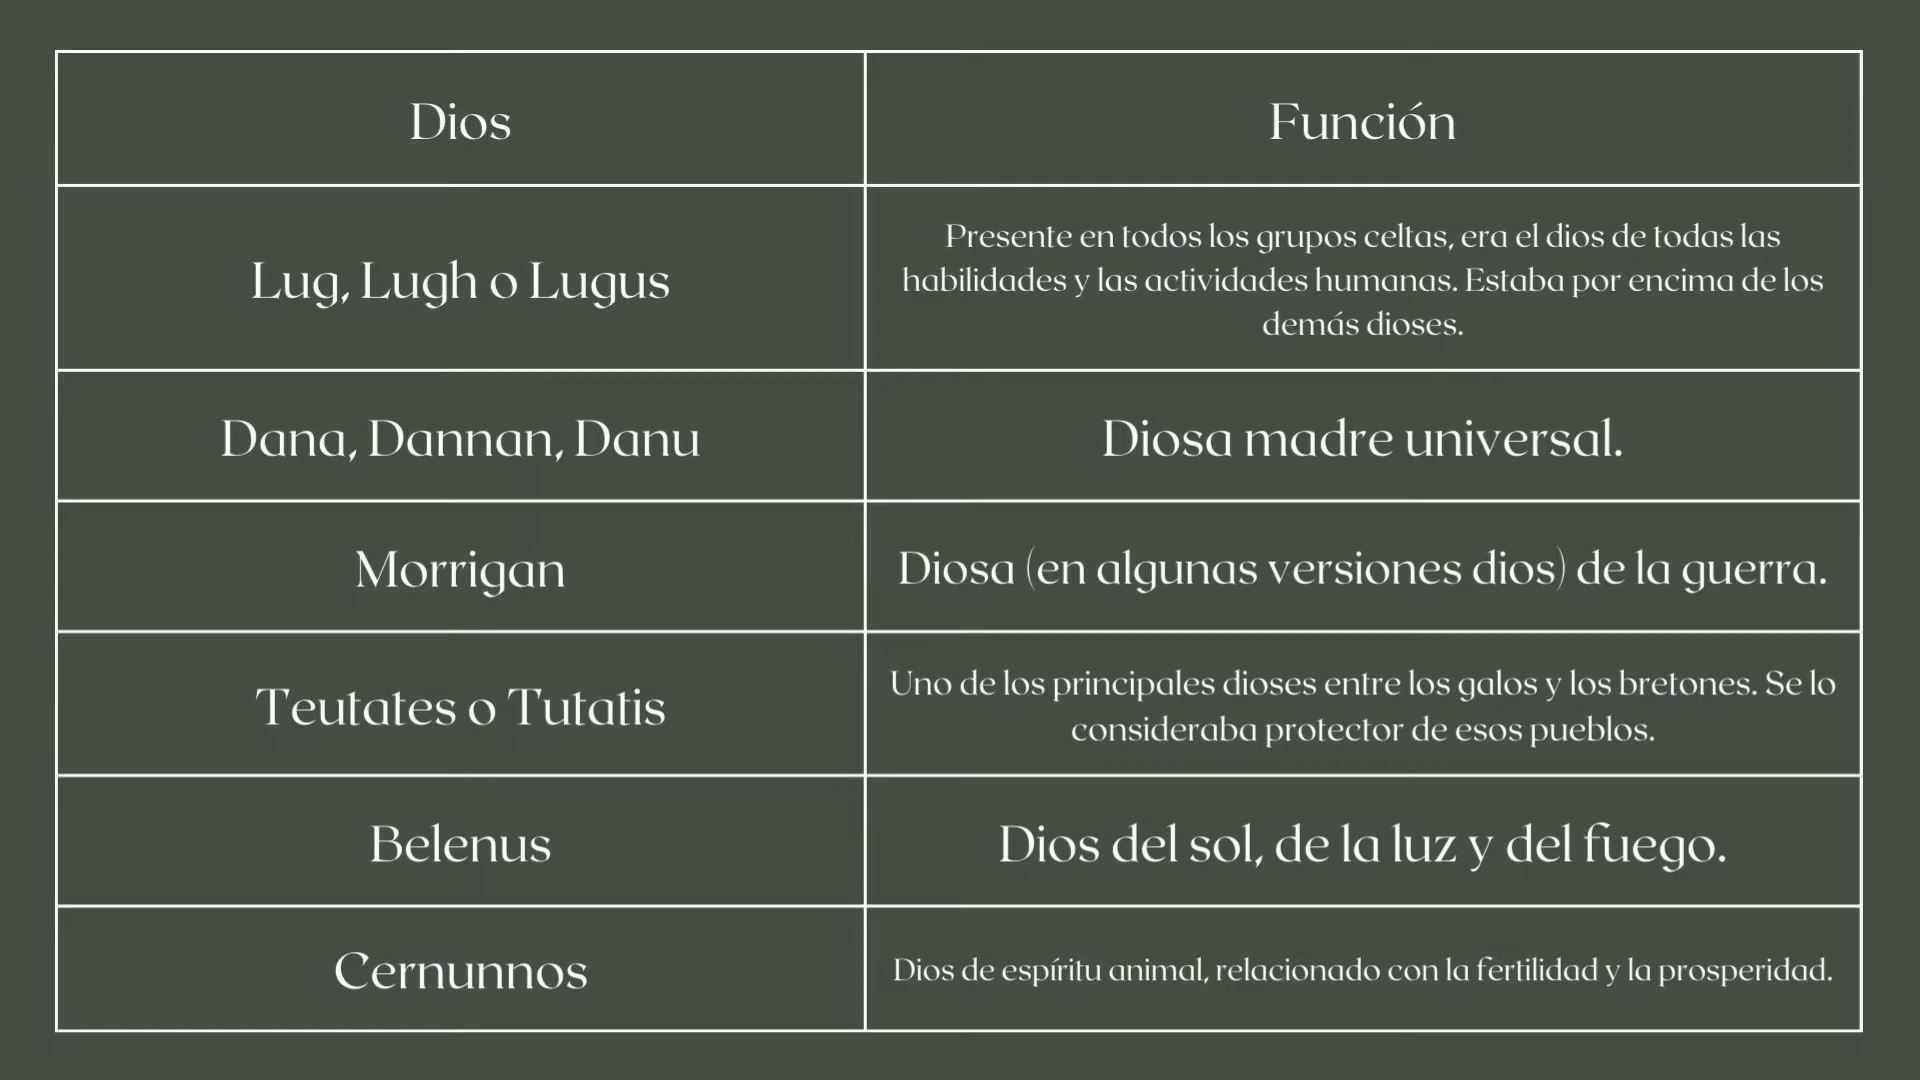 Dios
Función
Lug, Lugh o Lugus
Presente en todos los grupos celtas, era el dios de todas las
habilidades y las actividades humanas. Estaba por encima de los
demás dioses.
Dana, Dannan, Danu
Diosa madre universal.
Morrigan
Diosa (en algunas versiones dios) de la guerra.
Teutates o Tutatis
Uno de los principales dioses entre los galos y los bretones. Se lo
consideraba protector de esos pueblos.
Belenus
Dios del sol, de la luz y del fuego.
Cernunnos
Dios de espíritu animal, relacionado con la fertilidad y la prosperidad.